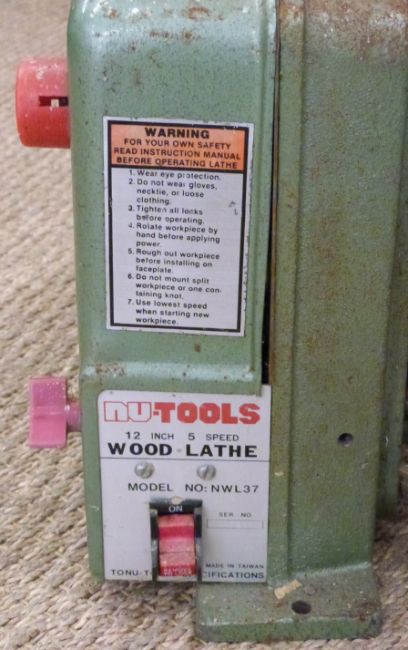 WARNING
FOR YOUR OWN SAFETY
READ INSTRUCTION MANUAL
BEFORE OPERATING LATHE
1. Wear eye protection.
2. Do not wear gloves,
necktie, or loose
clothing.
3. Tighten all locks
before operating.
4. Rotate workpiece by
hand before applying
power.
5. Rough out workpiece
before installing on
faceplate.
6. Do not mount split
workpiece or one con-
taining knot.
7. Use lowest speed
when starting new
workpiece.
nu-TOOLS
12 INCH 5 SPEED
WOOD LATHE
MODEL NO: NWL37
ON
SER. NO.
MADE IN TAIWAN
TO NU-T CIFICATIONS